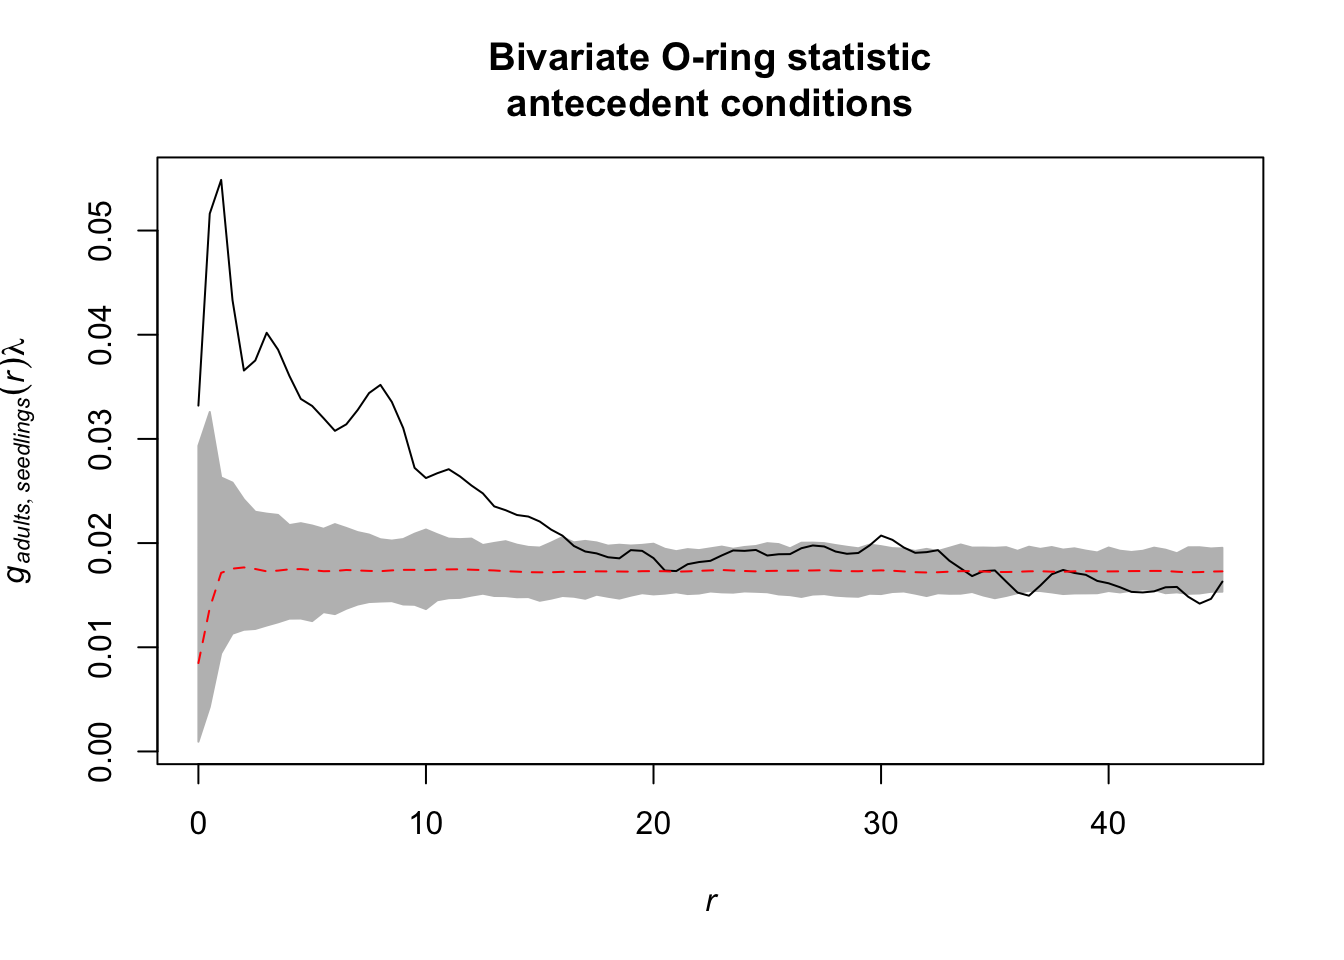 Bivariate O-ring statistic
antecedent conditions
g adults, seedlings (r)λ
0.05
0.04
0.03
0.02
0.01
0.00
0 10 20 30 40
r